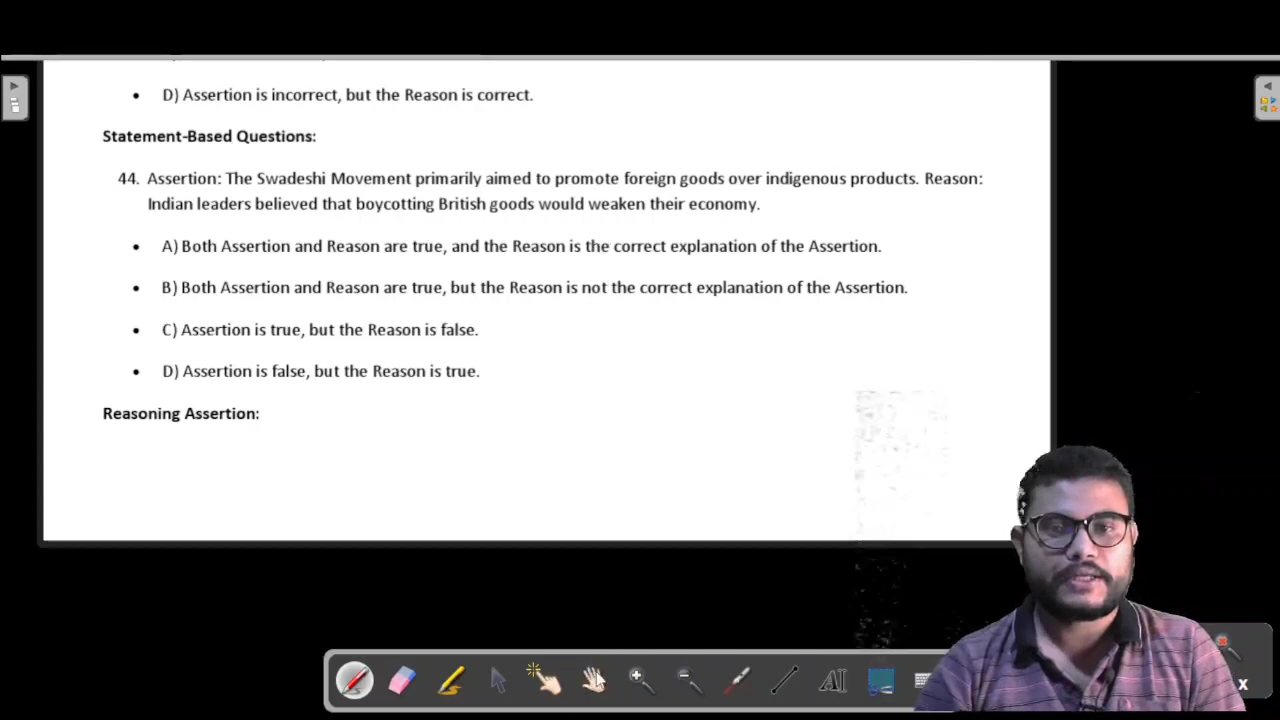 D) Assertion is incorrect, but the Reason is correct.
Statement-Based Questions:
44. Assertion: The Swadeshi Movement primarily aimed to promote foreign goods over indigenous products. Reason:
Indian leaders believed that boycotting British goods would weaken their economy.
A) Both Assertion and Reason are true, and the Reason is the correct explanation of the Assertion.
B) Both Assertion and Reason are true, but the Reason is not the correct explanation of the Assertion.
C) Assertion is true, but the Reason is false.
D) Assertion is false, but the Reason is true.
Reasoning Assertion:
AI
x